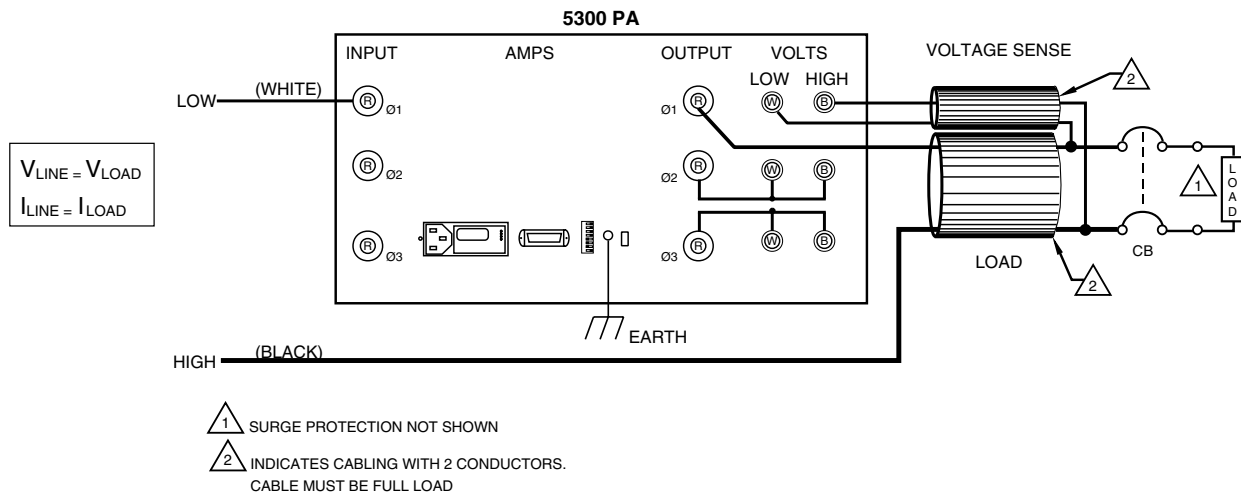 5300 PA
INPUT AMPS OUTPUT VOLTS
LOW HIGH
VOLTAGE SENSE
2
LOW (WHITE)
R Ø1
R Ø1 W B
VLINE = VLOAD
ILINE = ILOAD
R Ø2
R Ø2 W B
1
LOAD
R Ø3
R Ø3 W B
LOAD
CB
2
EARTH
HIGH (BLACK)
1 SURGE PROTECTION NOT SHOWN
2 INDICATES CABLING WITH 2 CONDUCTORS.
CABLE MUST BE FULL LOAD